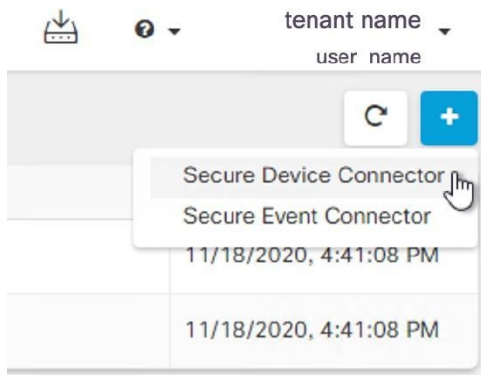 tenant name
user name
Secure Device Connector
Secure Event Connector
11/18/2020, 4:41:08 PM
11/18/2020, 4:41:08 PM